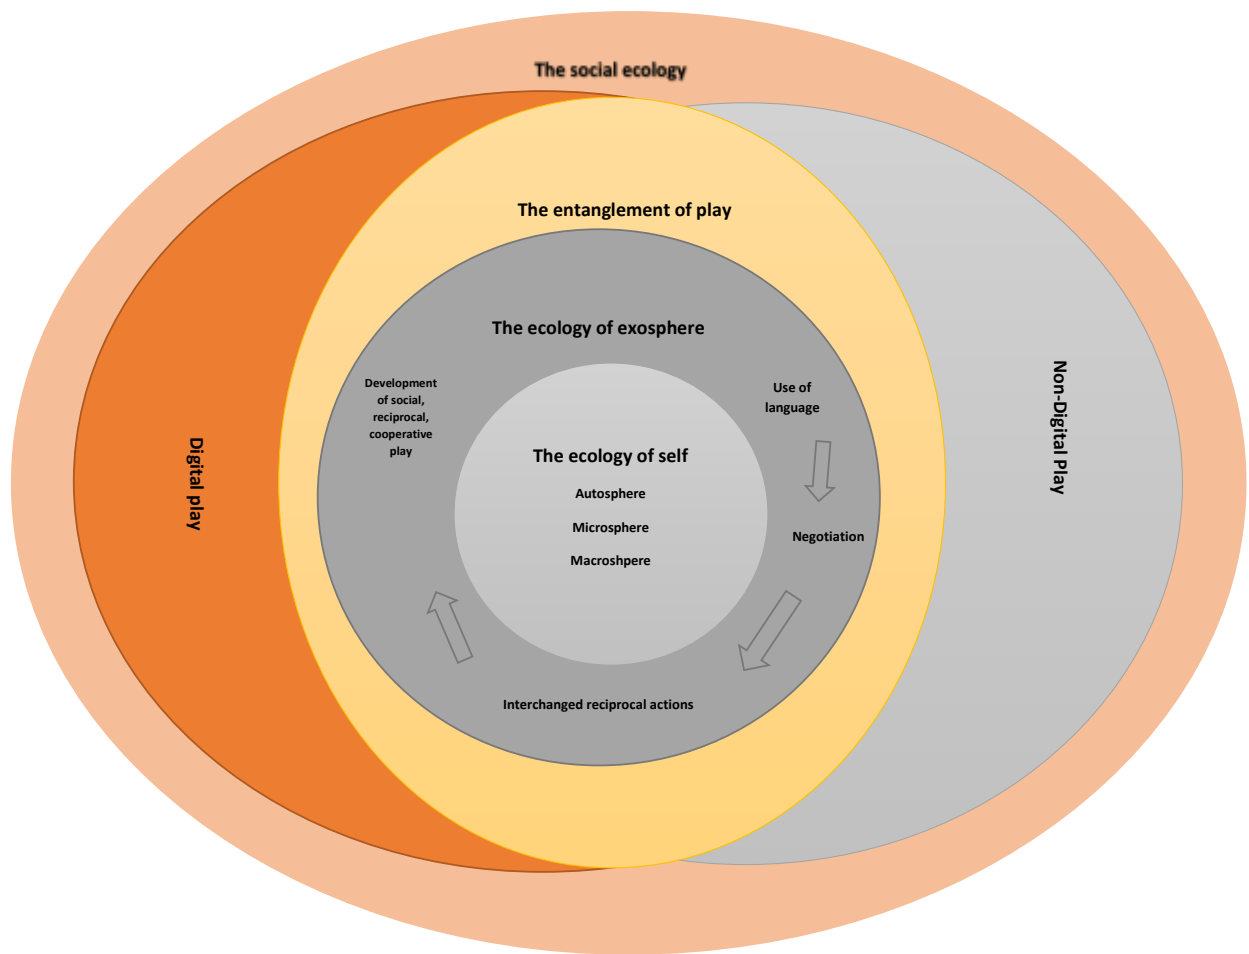 The social ecology
The entanglement of play
The ecology of exosphere
Development
of social,
reciprocal,
cooperative
play
Use of
language
The ecology of self
Autosphere
Microsphere
Macroshpere
Negotiation
Interchanged reciprocal actions
Digital play
Non-Digital Play